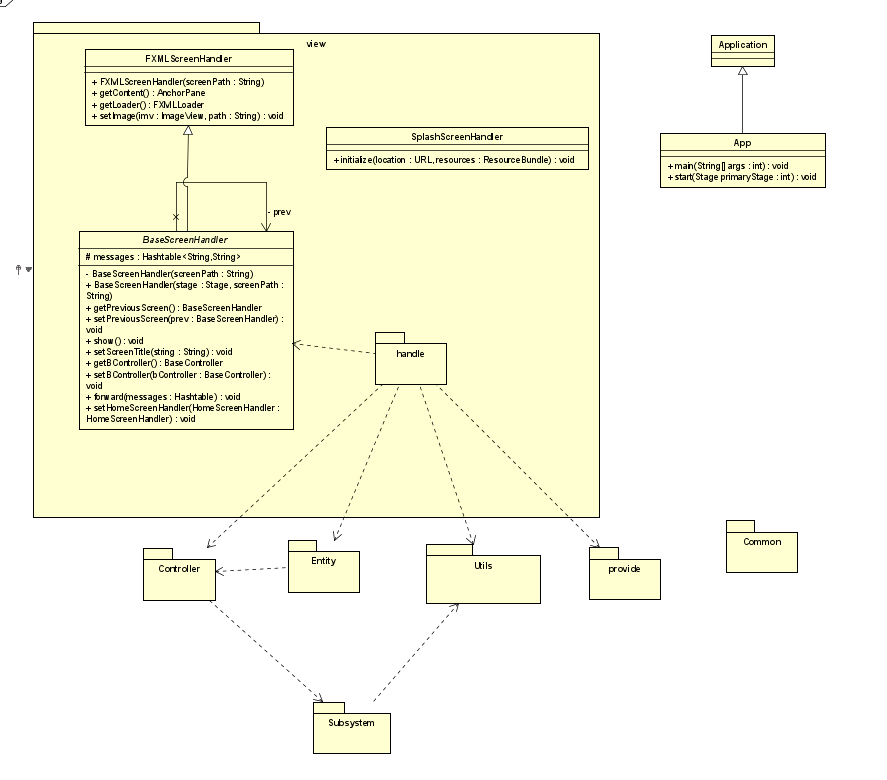 view
FXMLScreenHandler
+ FXMLScreenHandler(screenPath : String)
+ getContent() : AnchorPane
+ getLoader() : FXMLLoader
+ setImage(imv : ImageView, path : String) : void
SplashScreenHandler
+ initialize(location : URL, resources : ResourceBundle) : void
Application
App
+ main(String[] args : int) : void
+ start(Stage primaryStage : int) : void
- prev
BaseScreenHandler
# messages : Hashtable<String,String>
- BaseScreenHandler(screenPath : String)
+ BaseScreenHandler(stage : Stage, screenPath :
String)
+ getPreviousScreen() : BaseScreenHandler
+ setPreviousScreen(prev : BaseScreenHandler) :
void
+ show() : void
+ setScreenTitle(string : String) : void
+ getBController() : BaseController
+ setBController(bController : BaseController) :
void
+ forward(messages : Hashtable) : void
+ setHomeScreenHandler(HomeScreenHandler :
HomeScreenHandler) : void
handle
Controller
Entity
Utils
provide
Common
Subsystem